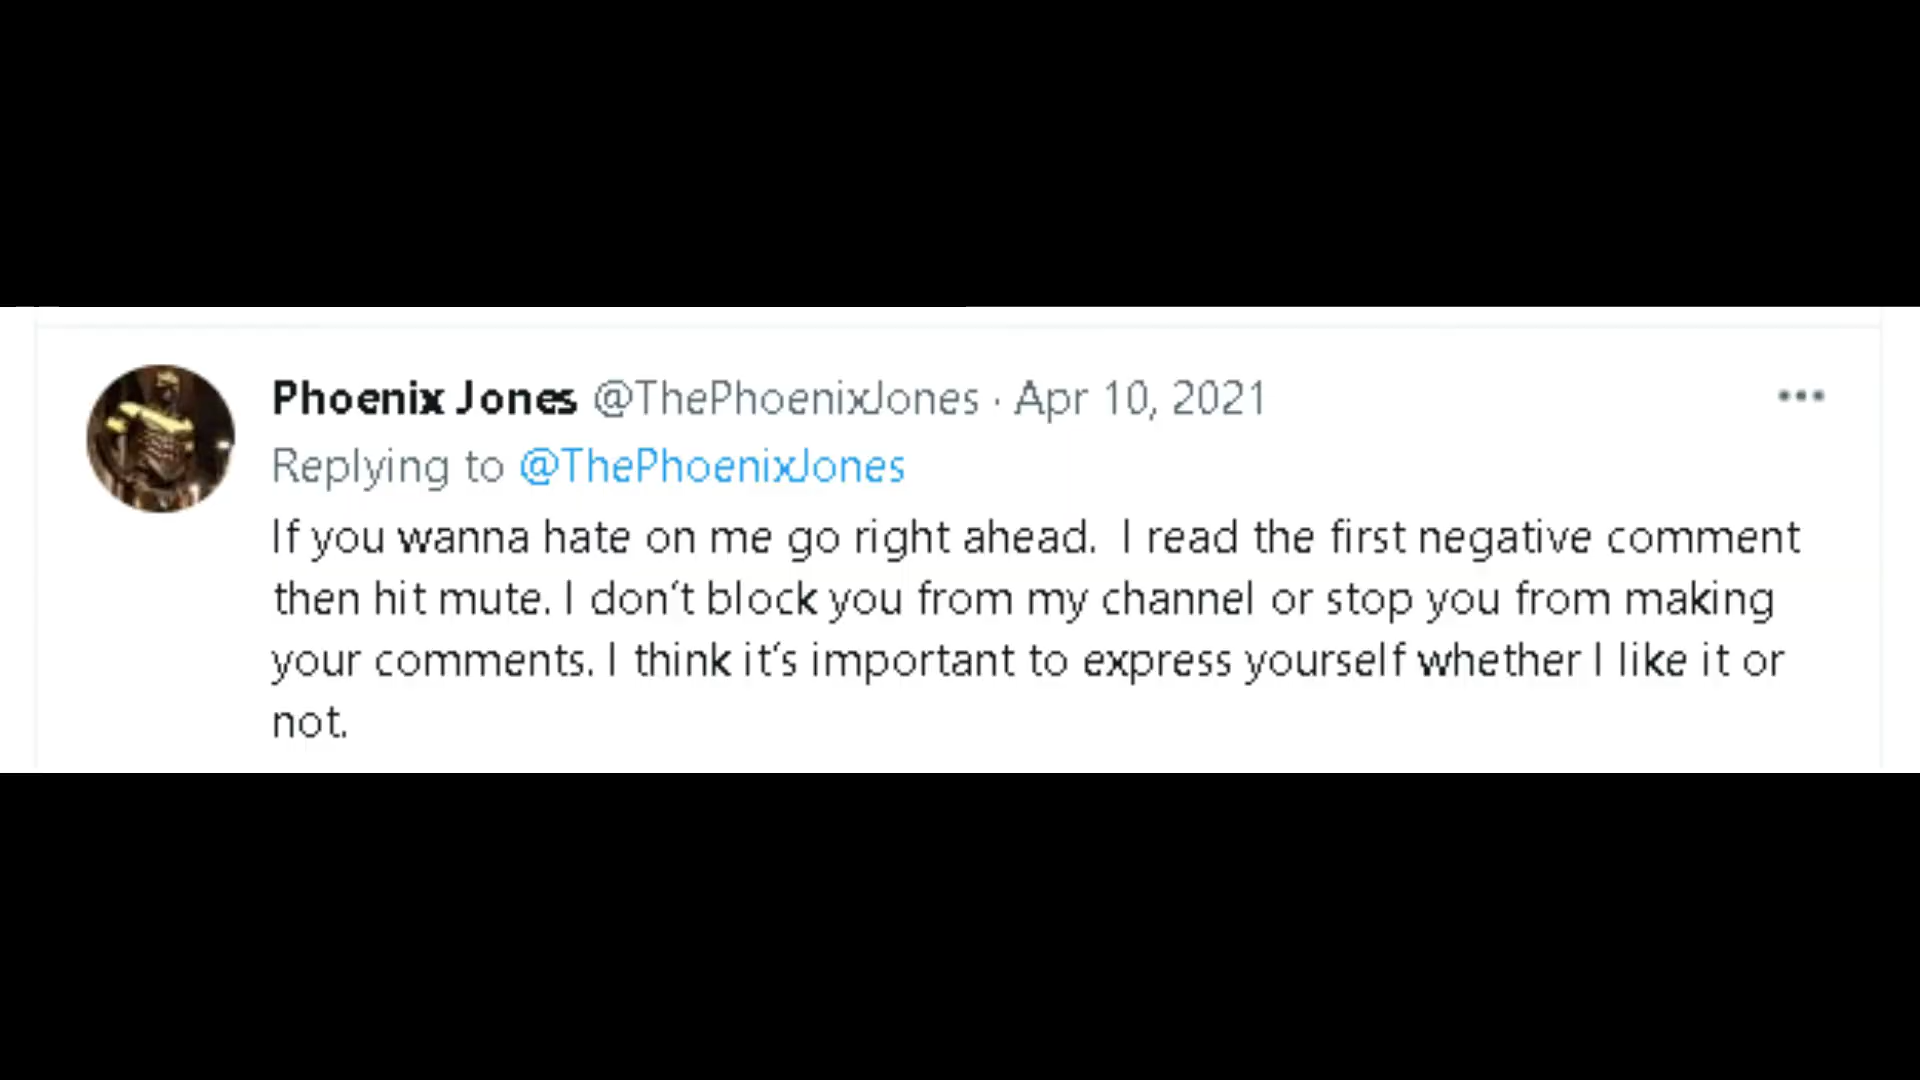 Phoenix Jones @ThePhoenixJones · Apr 10, 2021
Replying to @ThePhoenixJones
If you wanna hate on me go right ahead.  I read the first negative comment
then hit mute. I don't block you from my channel or stop you from making
your comments. I think it's important to express yourself whether I like it or
not.